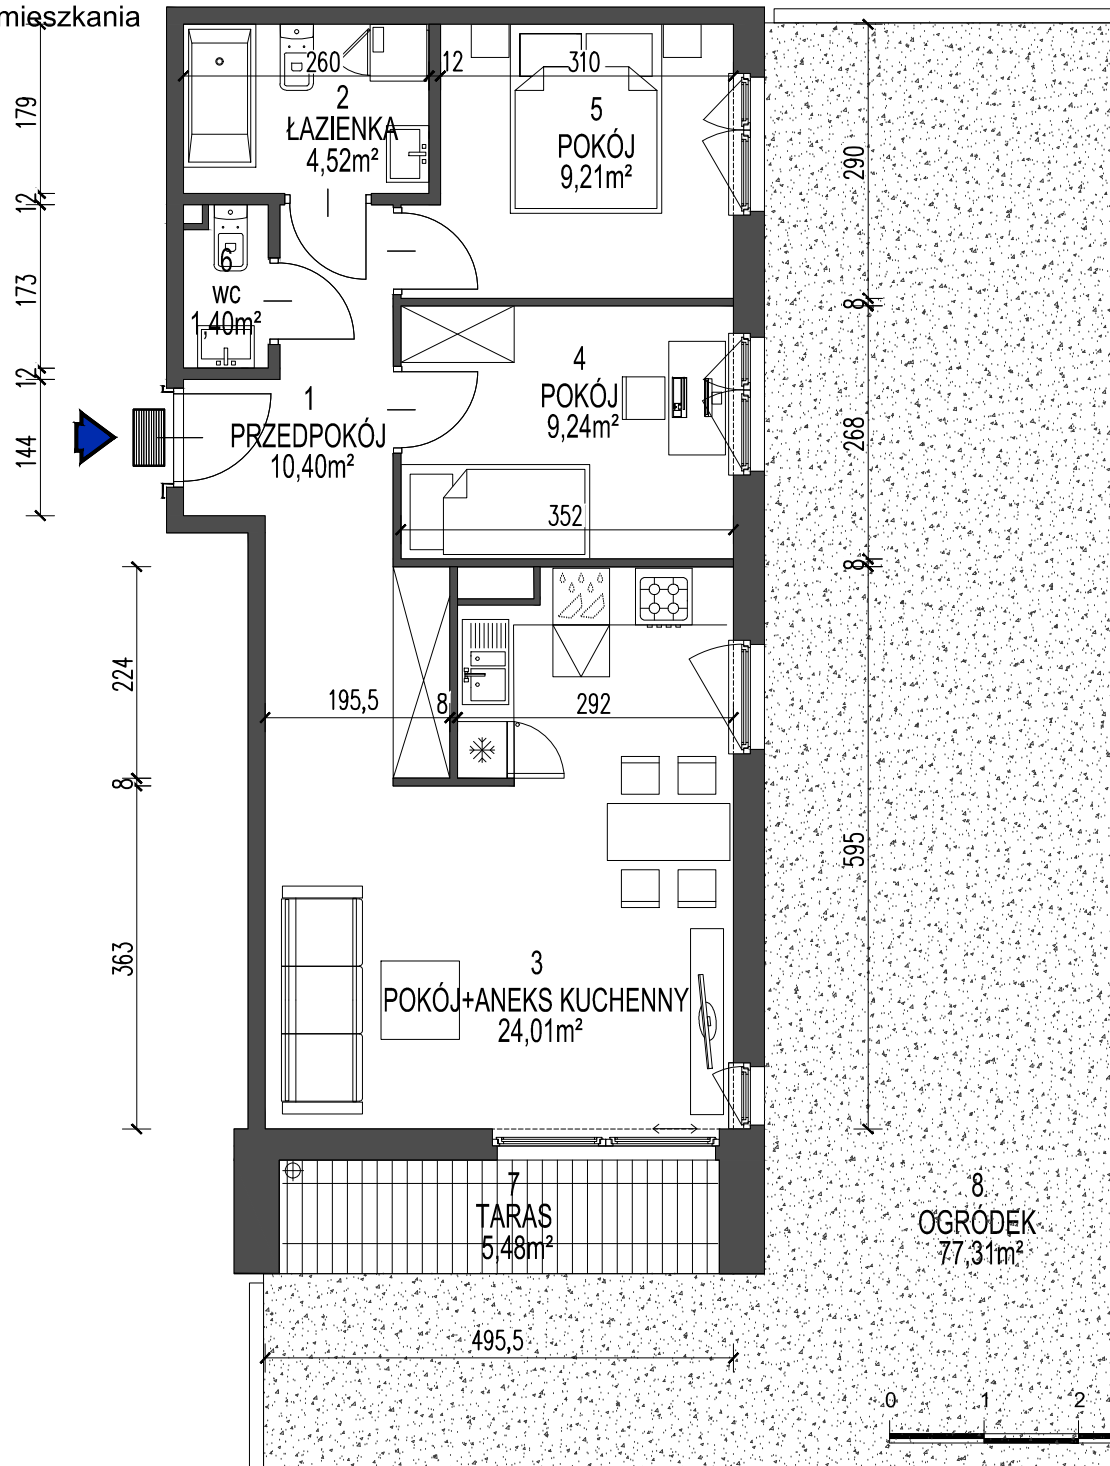 mieszkania
260
12
310
2
ŁAZIENKA
4,52m²
5
POKÓJ
9,21m²
179
12
173
12
144
290
8
268
8
595
6
WC
1,40m²
4
POKÓJ
9,24m²
1
PRZEDPOKÓJ
10,40m²
352
224
8
363
195,5
8
292
3
POKÓJ+ANEKS KUCHENNY
24,01m²
7
TARAS
5,48m²
8
OGRÓDEK
77,31m²
495,5
0
1
2